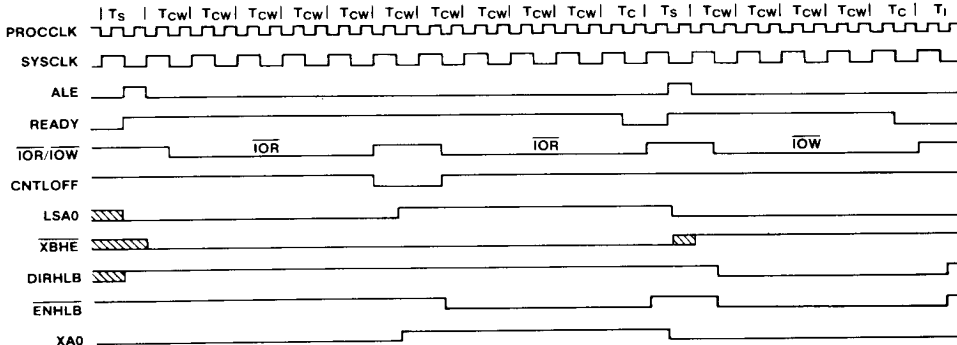 | TS | TCW | TCW | TCW | TCW | TCW | TCW | TCW | TCW | TCW | TCW | TC | TS | TCW | TCW | TCW | TCW | TC | TI |
PROCCLK
SYSCLK
ALE
READY
IOR/IOW IOR IOR IOW
CNTLOFF
LSA0
XBHE
DIRHLB
ENHLB
XA0